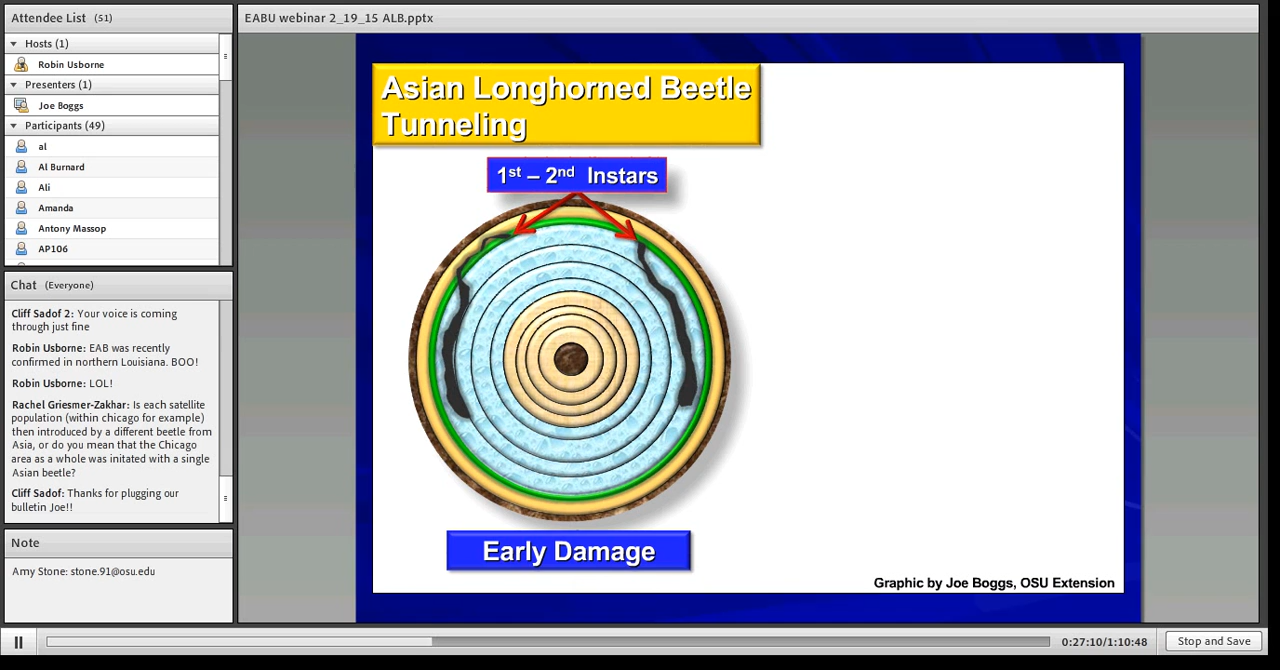 Attendee List (51)
Hosts (1)
Robin Usborne
Presenters (1)
Joe Boggs
Participants (49)
al
Al Burnard
Ali
Amanda
Antony Massop
AP106
Chat (Everyone)
Cliff Sadof 2: Your voice is coming
through just fine
Robin Usborne: EAB was recently
confirmed in northern Louisiana. BOO!
Robin Usborne: LOL!
Rachel Griesmer-Zakhar: Is each satellite
population (within chicago for example)
then introduced by a different beetle from
Asia, or do you mean that the Chicago
area as a whole was initated with a single
Asian beetle?
Cliff Sadof: Thanks for plugging our
bulletin Joe!!
Note
Amy Stone: stone.91@osu.edu
EABU webinar 2_19_15 ALB.pptx
Asian Longhorned Beetle
Tunneling
1st – 2nd Instars
Early Damage
Graphic by Joe Boggs, OSU Extension
0:27:10/1:10:48
Stop and Save